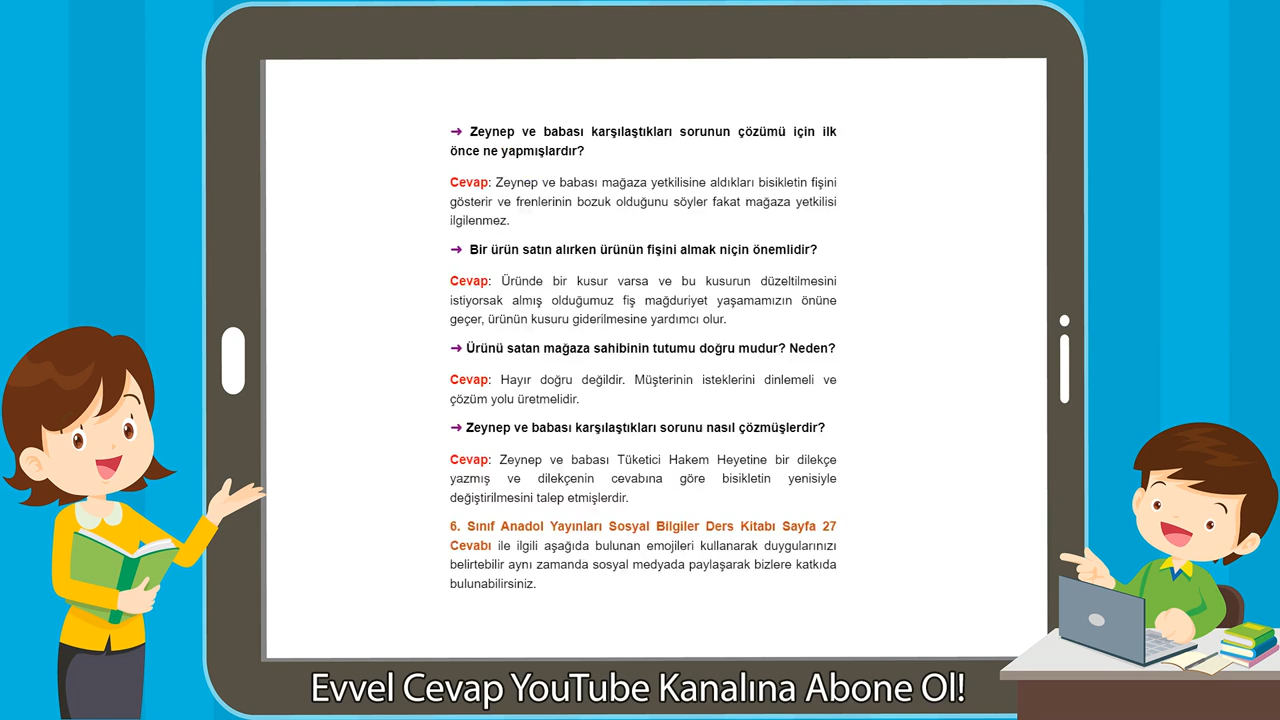 ➜ Zeynep ve babası karşılaştıkları sorunun çözümü için ilk
önce ne yapmışlardır?
Cevap: Zeynep ve babası mağaza yetkilisine aldıkları bisikletin fişini
gösterir ve frenlerinin bozuk olduğunu söyler fakat mağaza yetkilisi
ilgilenmez.
➜ Bir ürün satın alırken ürünün fişini almak niçin önemlidir?
Cevap: Üründe bir kusur varsa ve bu kusurun düzeltilmesini
istiyorsak almış olduğumuz fiş mağduriyet yaşamamızın önüne
geçer, ürünün kusuru giderilmesine yardımcı olur.
➜ Ürünü satan mağaza sahibinin tutumu doğru mudur? Neden?
Cevap: Hayır doğru değildir. Müşterinin isteklerini dinlemeli ve
çözüm yolu üretmelidir.
➜ Zeynep ve babası karşılaştıkları sorunu nasıl çözmüşlerdir?
Cevap: Zeynep ve babası Tüketici Hakem Heyetine bir dilekçe
yazmış ve dilekçenin cevabına göre bisikletin yenisiyle
değiştirilmesini talep etmişlerdir.
6. Sınıf Anadol Yayınları Sosyal Bilgiler Ders Kitabı Sayfa 27
Cevabı ile ilgili aşağıda bulunan emojileri kullanarak duygularınızı
belirtebilir aynı zamanda sosyal medyada paylaşarak bizlere katkıda
bulunabilirsiniz.
Evvel Cevap YouTube Kanalına Abone Ol!